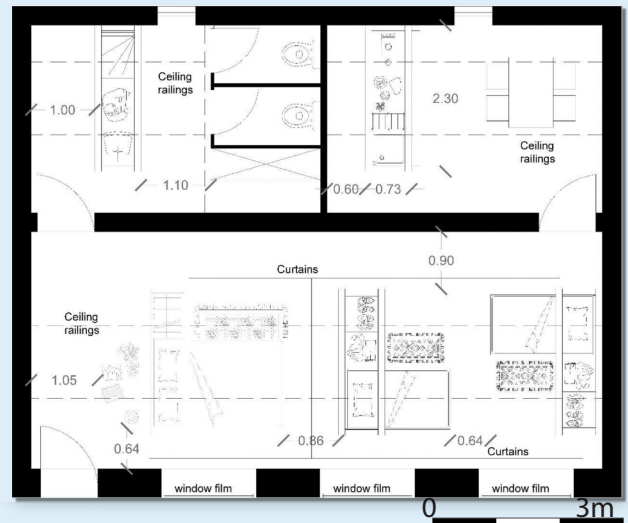 Ceiling
railings
1.00
2.30
Ceiling
railings
1.10
0.60
0.73
0.90
Curtains
Ceiling
railings
1.05
0.64
0.86
0.64
Curtains
window film
window film
window film
0
3m